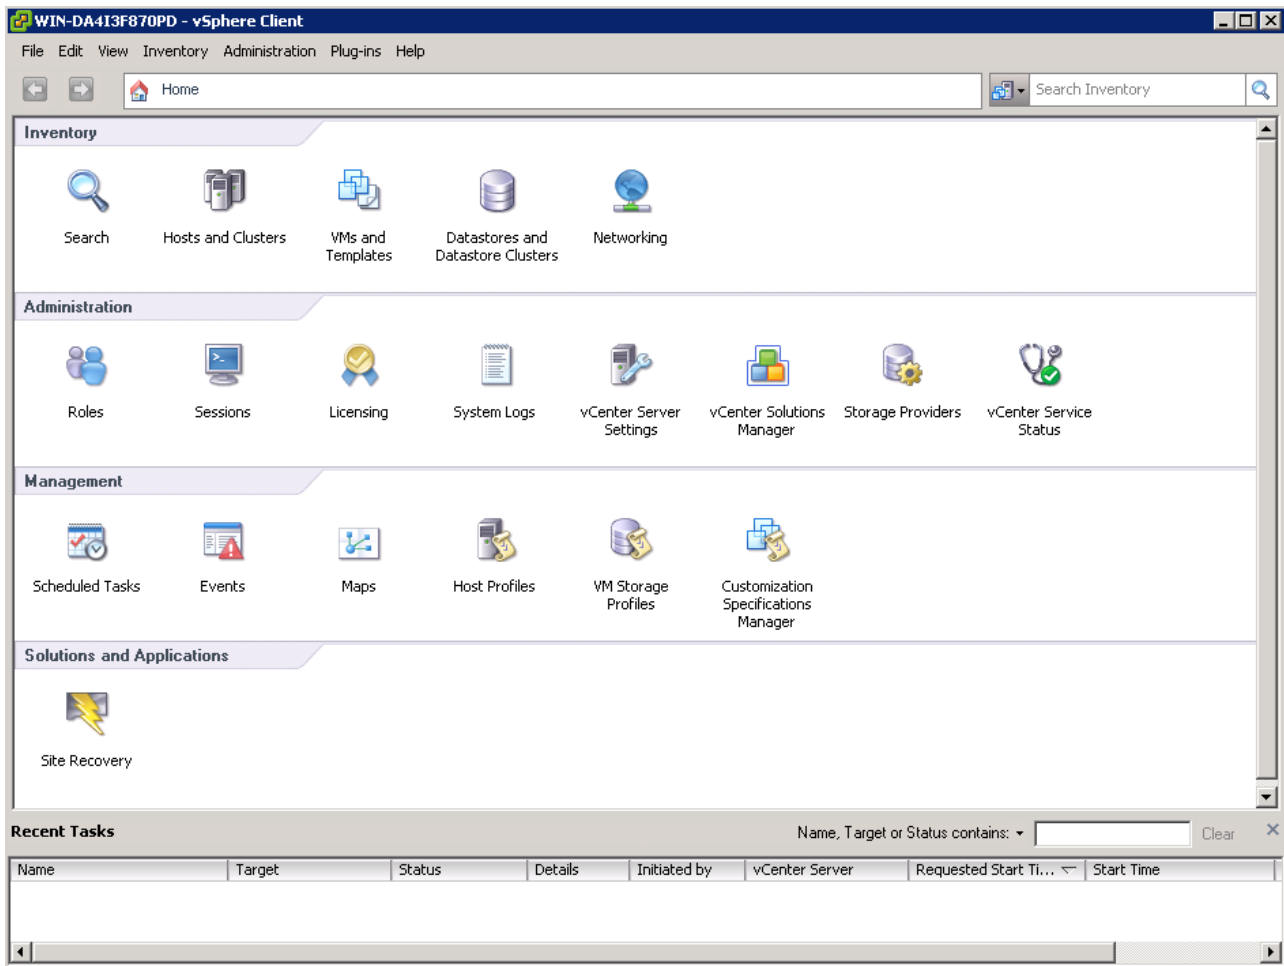 WIN-DA4I3F870PD - vSphere Client
File Edit View Inventory Administration Plug-ins Help
Home
Search Inventory
Inventory
Search
Hosts and Clusters
VMs and
Templates
Datastores and
Datastore Clusters
Networking
Administration
Roles
Sessions
Licensing
System Logs
vCenter Server
Settings
vCenter Solutions
Manager
Storage Providers
vCenter Service
Status
Management
Scheduled Tasks
Events
Maps
Host Profiles
VM Storage
Profiles
Customization
Specifications
Manager
Solutions and Applications
Site Recovery
Recent Tasks
Name, Target or Status contains:
Clear
Name Target Status Details Initiated by vCenter Server Requested Start Ti... Start Time